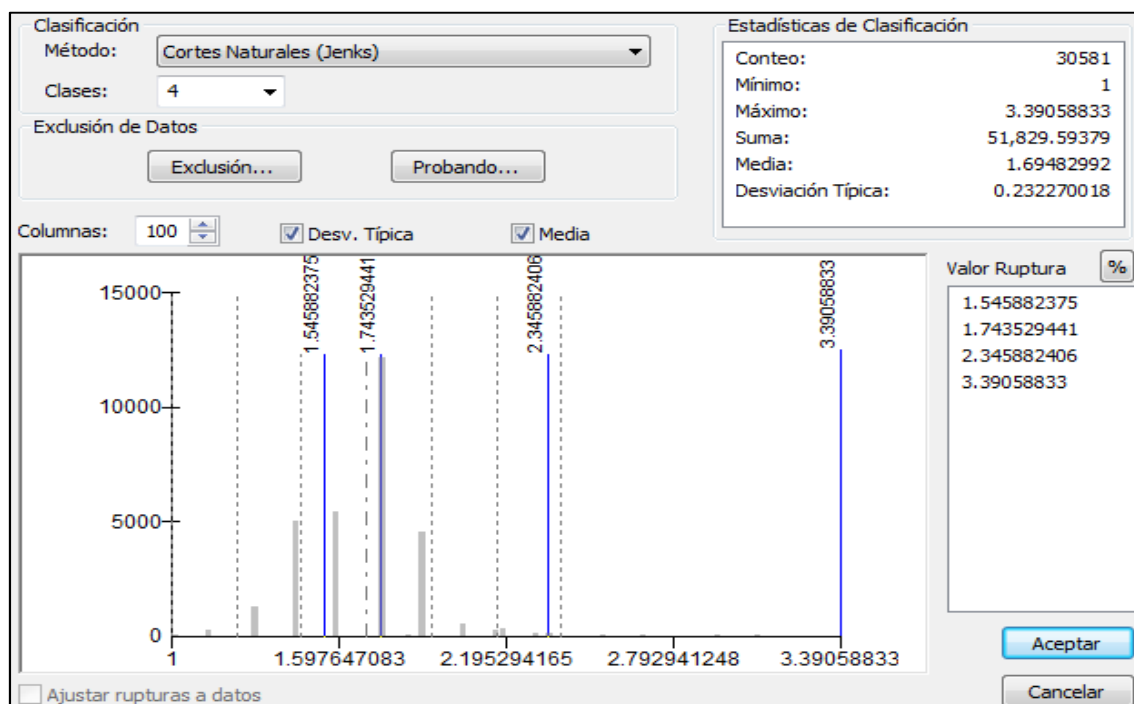 Clasificación
Método: Cortes Naturales (Jenks)
Clases: 4
Exclusión de Datos
Exclusión... Probando...
Estadísticas de Clasificación
Conteo: 30581
Mínimo: 1
Máximo: 3.39058833
Suma: 51,829.59379
Media: 1.69482992
Desviación Típica: 0.232270018
Columnas: 100 Desv. Típica Media
1.545882375
1.743529441
2.345882406
3.39058833
15000
10000
5000
0
1 1.597647083 2.195294165 2.792941248 3.39058833
Ajustar rupturas a datos
Valor Ruptura %
1.545882375
1.743529441
2.345882406
3.39058833
Aceptar
Cancelar